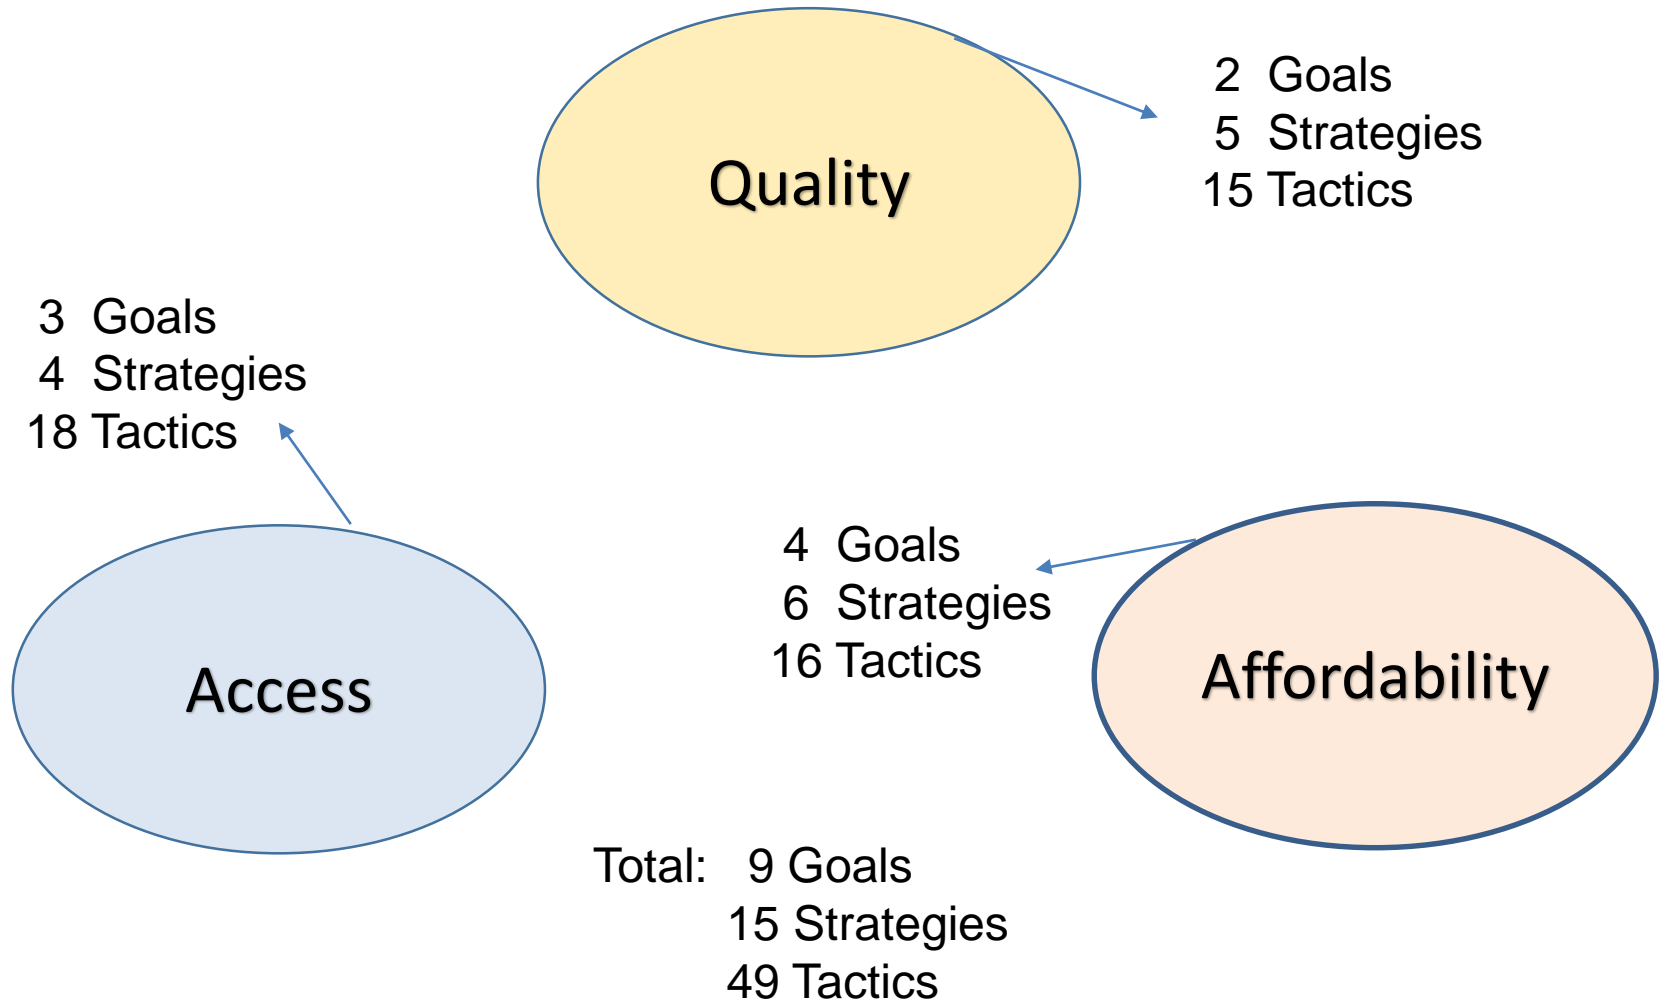 Quality
2 Goals
5 Strategies
15 Tactics
3 Goals
4 Strategies
18 Tactics
Access
4 Goals
6 Strategies
16 Tactics
Affordability
Total: 9 Goals
15 Strategies
49 Tactics